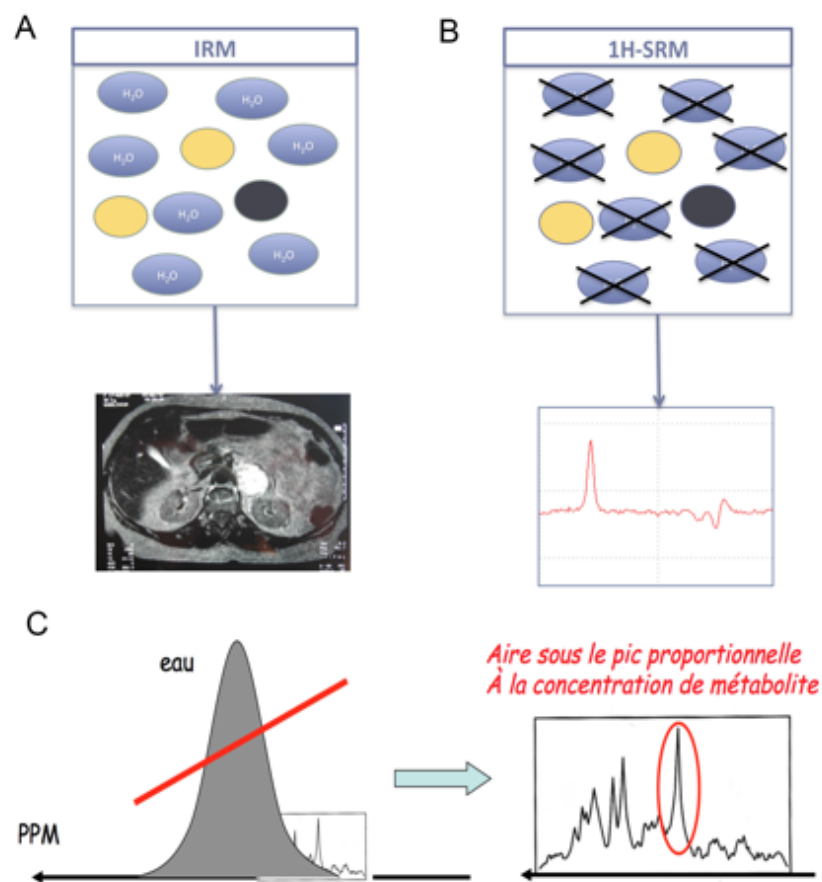 A
IRM
H₂O
H₂O
H₂O
H₂O
H₂O
H₂O
H₂O
B
1H-SRM
C
eau
PPM
Aire sous le pic proportionnelle
À la concentration de métabolite